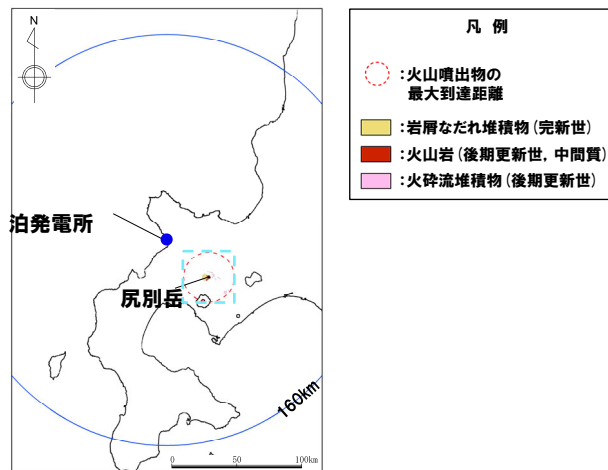 N
泊発電所
尻別岳
160km
0 50 100km
凡 例
:火山噴出物の
最大到達距離
:岩屑なだれ堆積物(完新世)
:火山岩(後期更新世, 中間質)
:火砕流堆積物(後期更新世)